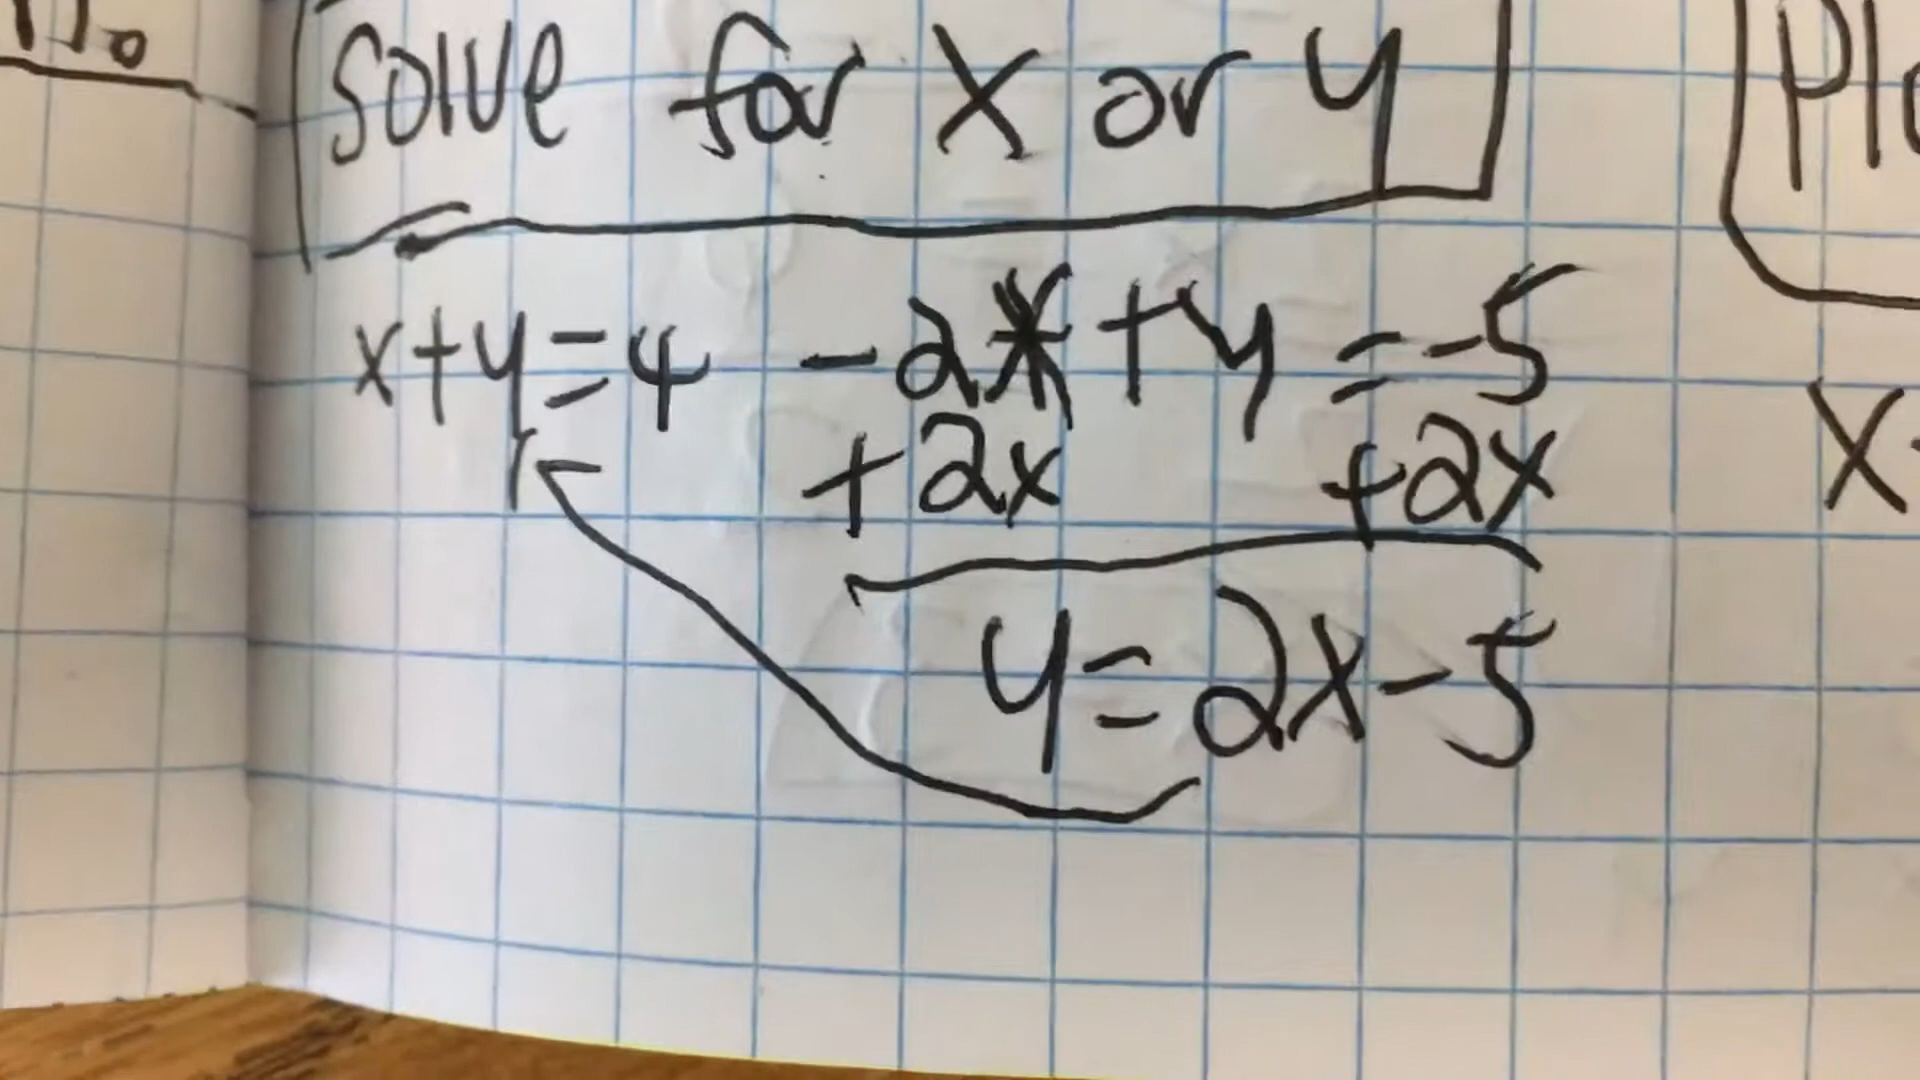 Solve for x or y
x+y=4
-2x+y=-5
+2x +2x
y=2x-5
x